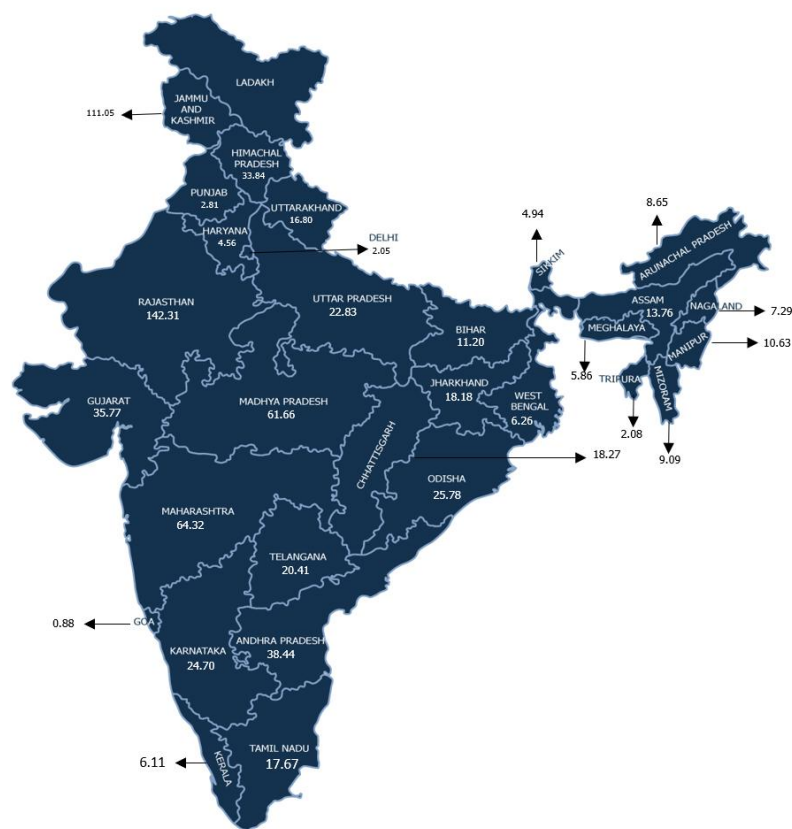 LADAKH
JAMMU
AND
KASHMIR
111.05
HIMACHAL
PRADESH
33.84
PUNJAB
2.81
UTTARAKHAND
16.80
HARYANA
4.56
DELHI
2.05
4.94
SIKKIM
8.65
ARUNACHAL PRADESH
RAJASTHAN
142.31
UTTAR PRADESH
22.83
BIHAR
11.20
ASSAM
13.76
NAGALAND
7.29
MEGHALAYA
5.86
MANIPUR
10.63
TRIPURA
2.08
MIZORAM
9.09
GUJARAT
35.77
MADHYA PRADESH
61.66
JHARKHAND
18.18
WEST
BENGAL
6.26
CHHATTISGARH
18.27
ODISHA
25.78
MAHARASHTRA
64.32
TELANGANA
20.41
0.88
GOA
KARNATAKA
24.70
ANDHRA PRADESH
38.44
6.11
KERALA
TAMIL NADU
17.67